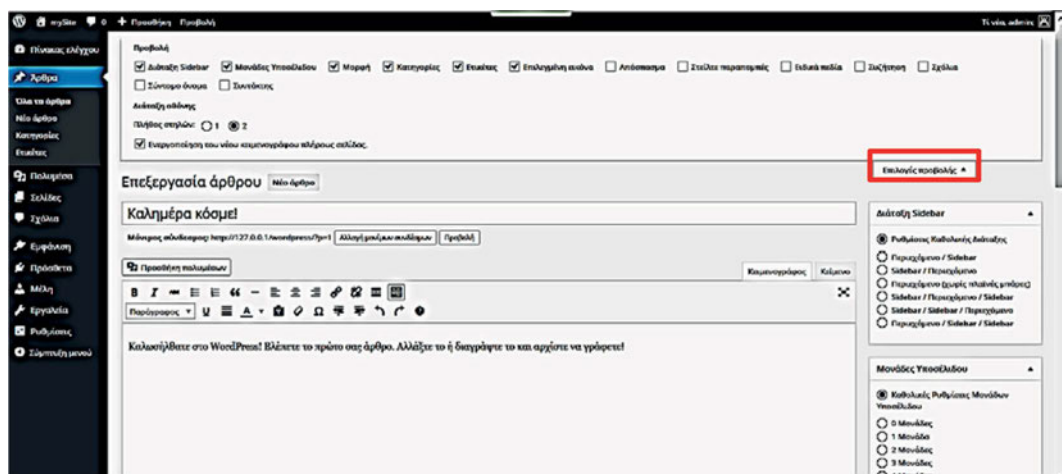 mySite 0 + Προσθήκη Προβολή
Γεια, admin
Πίνακας ελέγχου
Άρθρα
Όλα τα άρθρα
Νέο άρθρο
Κατηγορίες
Ετικέτες
Πολυμέσα
Σελίδες
Σχόλια
Εμφάνιση
Πρόσθετα
Μέλη
Εργαλεία
Ρυθμίσεις
Σύμπτυξη μενού
Προβολή
Διάταξη Sidebar Μονάδες Υποσέλιδου Μορφή Κατηγορίες Ετικέτες Επιλεγμένη εικόνα Απόσπασμα Στείλτε παραπομπές Ειδικά πεδία Συζήτηση Σχόλια
Σύντομο όνομα Συντάκτης
Διάταξη οθόνης
Πλήθος στηλών: 1 2
Ενεργοποίηση του νέου κειμενογράφου πλήρους σελίδας.
Επιλογές προβολής
Επεξεργασία άρθρου Νέο άρθρο
Καλημέρα κόσμε!
Μόνιμος σύνδεσμος: http://127.0.0.1/wordpress/?p=1 Αλλαγή μονίμων συνδέσμων Προβολή
Προσθήκη πολυμέσων
Κειμενογράφος Κείμενο
Παράγραφος
Καλωσήλθατε στο WordPress! Βλέπετε το πρώτο σας άρθρο. Αλλάξτε το ή διαγράψτε το και αρχίστε να γράφετε!
Διάταξη Sidebar
Ρυθμίσεις Καθολικής Διάταξης
Περιεχόμενο / Sidebar
Sidebar / Περιεχόμενο
Περιεχόμενο (χωρίς πλαϊνές μπάρες)
Sidebar / Περιεχόμενο / Sidebar
Sidebar / Sidebar / Περιεχόμενο
Περιεχόμενο / Sidebar / Sidebar
Μονάδες Υποσέλιδου
Καθολικές Ρυθμίσεις Μονάδων
Υποσέλιδου
0 Μονάδες
1 Μονάδα
2 Μονάδες
3 Μονάδες